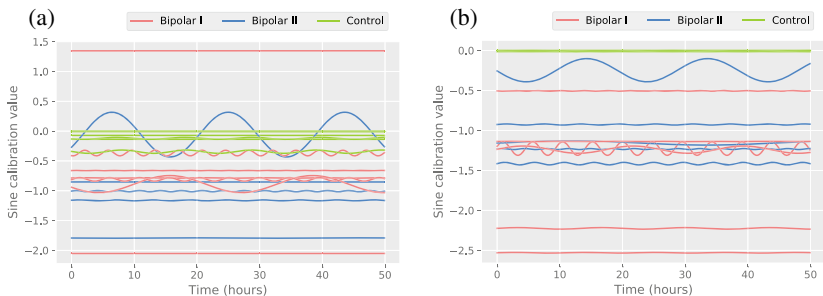 (a)
Bipolar I Bipolar II Control
1.5
1.0
0.5
0.0
−0.5
−1.0
−1.5
−2.0
Sine calibration value
0 10 20 30 40 50
Time (hours)
(b)
Bipolar I Bipolar II Control
0.0
−0.5
−1.0
−1.5
−2.0
−2.5
Sine calibration value
0 10 20 30 40 50
Time (hours)